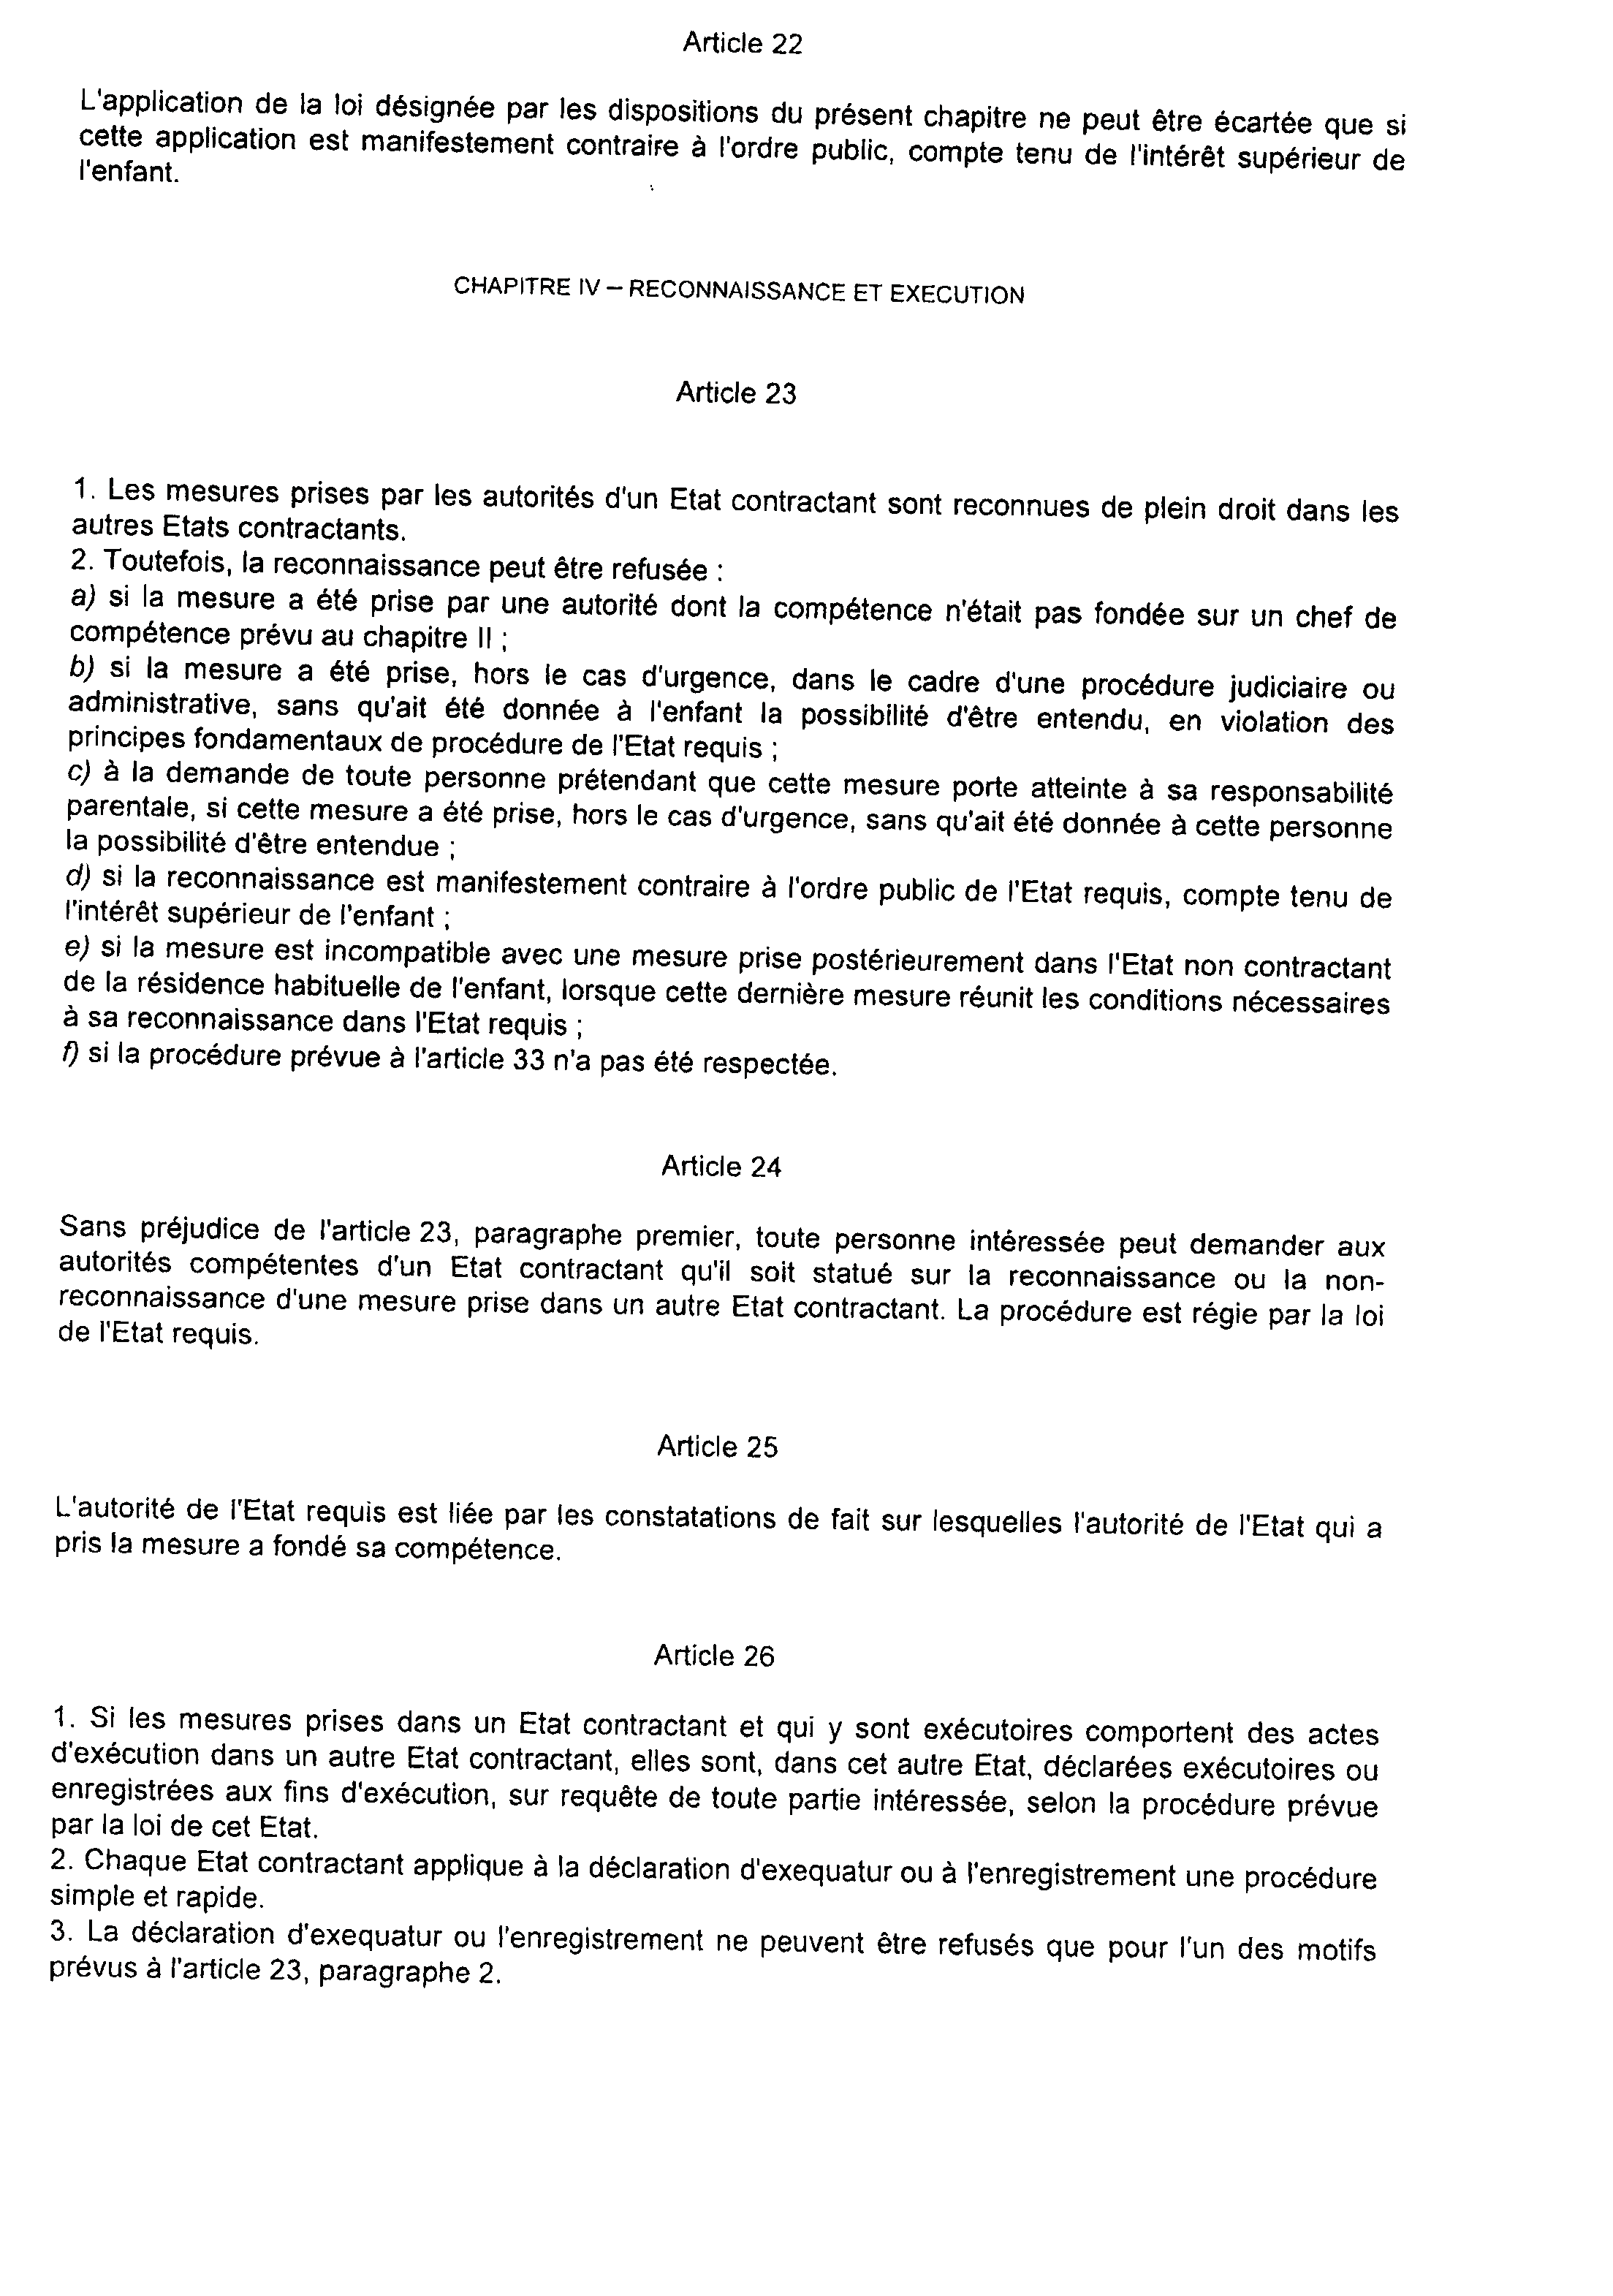 Article 22
L'application de la loi désignée par les dispositions du présent chapitre ne peut être écartée que si
cette application est manifestement contraire à l'ordre public, compte tenu de l'intérêt supérieur de
l'enfant.
CHAPITRE IV – RECONNAISSANCE ET EXECUTION
Article 23
1. Les mesures prises par les autorités d'un Etat contractant sont reconnues de plein droit dans les
autres Etats contractants.
2. Toutefois, la reconnaissance peut être refusée :
a) si la mesure a été prise par une autorité dont la compétence n'était pas fondée sur un chef de
compétence prévu au chapitre II ;
b) si la mesure a été prise, hors le cas d'urgence, dans le cadre d'une procédure judiciaire ou
administrative, sans qu'ait été donnée à l'enfant la possibilité d'être entendu, en violation des
principes fondamentaux de procédure de l'Etat requis ;
c) à la demande de toute personne prétendant que cette mesure porte atteinte à sa responsabilité
parentale, si cette mesure a été prise, hors le cas d'urgence, sans qu'ait été donnée à cette personne
la possibilité d'être entendue ;
d) si la reconnaissance est manifestement contraire à l'ordre public de l'Etat requis, compte tenu de
l'intérêt supérieur de l'enfant ;
e) si la mesure est incompatible avec une mesure prise postérieurement dans l'Etat non contractant
de la résidence habituelle de l'enfant, lorsque cette dernière mesure réunit les conditions nécessaires
à sa reconnaissance dans l'Etat requis ;
f) si la procédure prévue à l'article 33 n'a pas été respectée.
Article 24
Sans préjudice de l'article 23, paragraphe premier, toute personne intéressée peut demander aux
autorités compétentes d'un Etat contractant qu'il soit statué sur la reconnaissance ou la non-
reconnaissance d'une mesure prise dans un autre Etat contractant. La procédure est régie par la loi
de l'Etat requis.
Article 25
L'autorité de l'Etat requis est liée par les constatations de fait sur lesquelles l'autorité de l'Etat qui a
pris la mesure a fondé sa compétence.
Article 26
1. Si les mesures prises dans un Etat contractant et qui y sont exécutoires comportent des actes
d'exécution dans un autre Etat contractant, elles sont, dans cet autre Etat, déclarées exécutoires ou
enregistrées aux fins d'exécution, sur requête de toute partie intéressée, selon la procédure prévue
par la loi de cet Etat.
2. Chaque Etat contractant applique à la déclaration d'exequatur ou à l'enregistrement une procédure
simple et rapide.
3. La déclaration d'exequatur ou l'enregistrement ne peuvent être refusés que pour l'un des motifs
prévus à l'article 23, paragraphe 2.